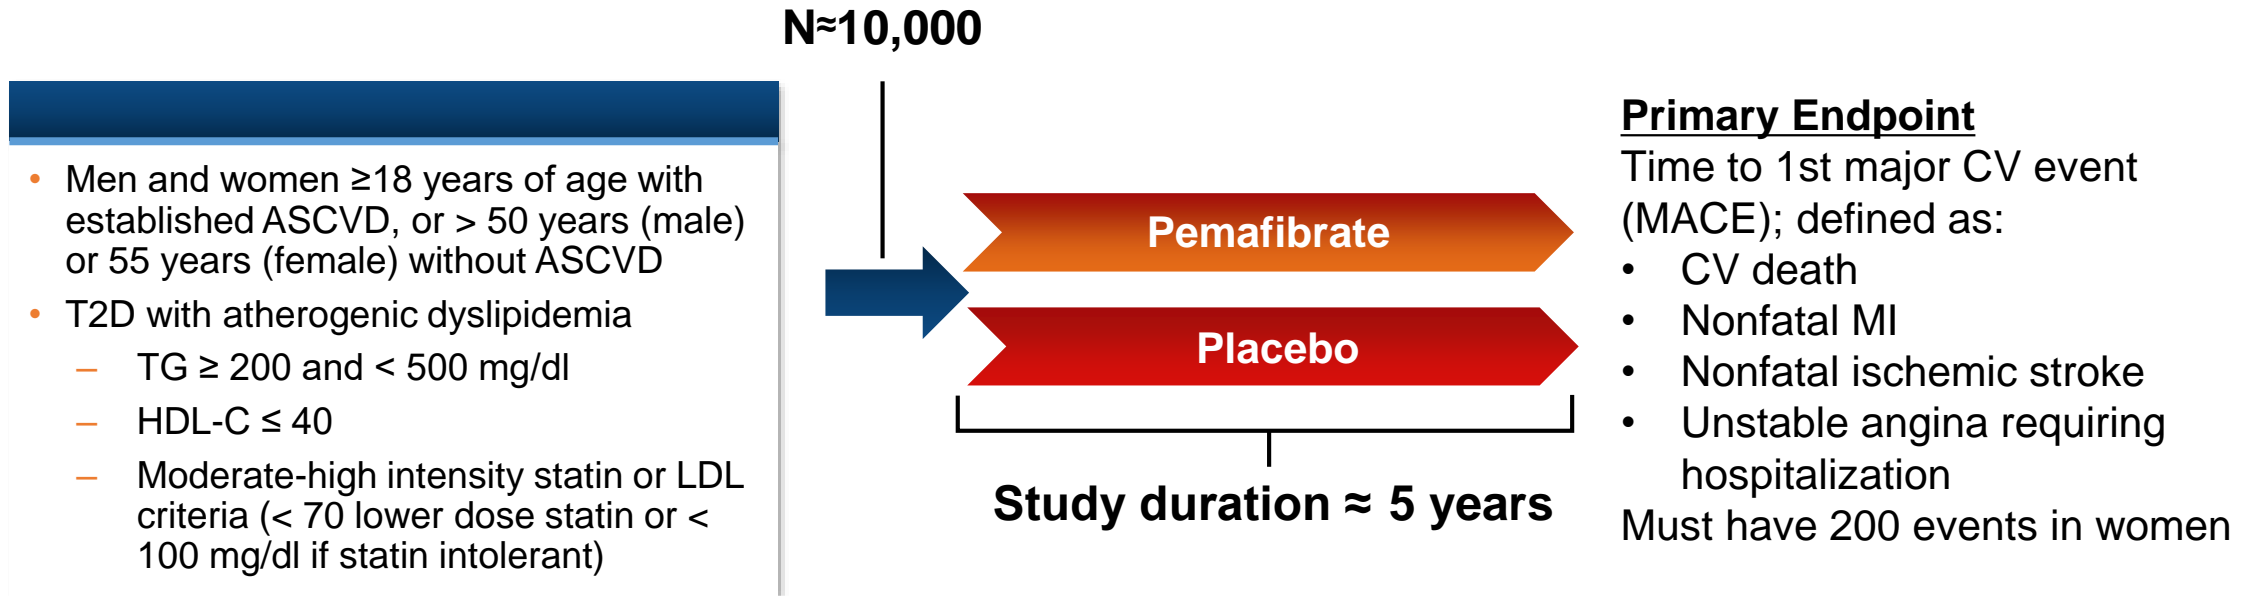 N≈10,000
• Men and women ≥18 years of age with
established ASCVD, or > 50 years (male)
or 55 years (female) without ASCVD
• T2D with atherogenic dyslipidemia
– TG ≥ 200 and < 500 mg/dl
– HDL-C ≤ 40
– Moderate-high intensity statin or LDL
criteria (< 70 lower dose statin or <
100 mg/dl if statin intolerant)
Pemafibrate
Placebo
Study duration ≈ 5 years
Primary Endpoint
Time to 1st major CV event
(MACE); defined as:
• CV death
• Nonfatal MI
• Nonfatal ischemic stroke
• Unstable angina requiring
hospitalization
Must have 200 events in women